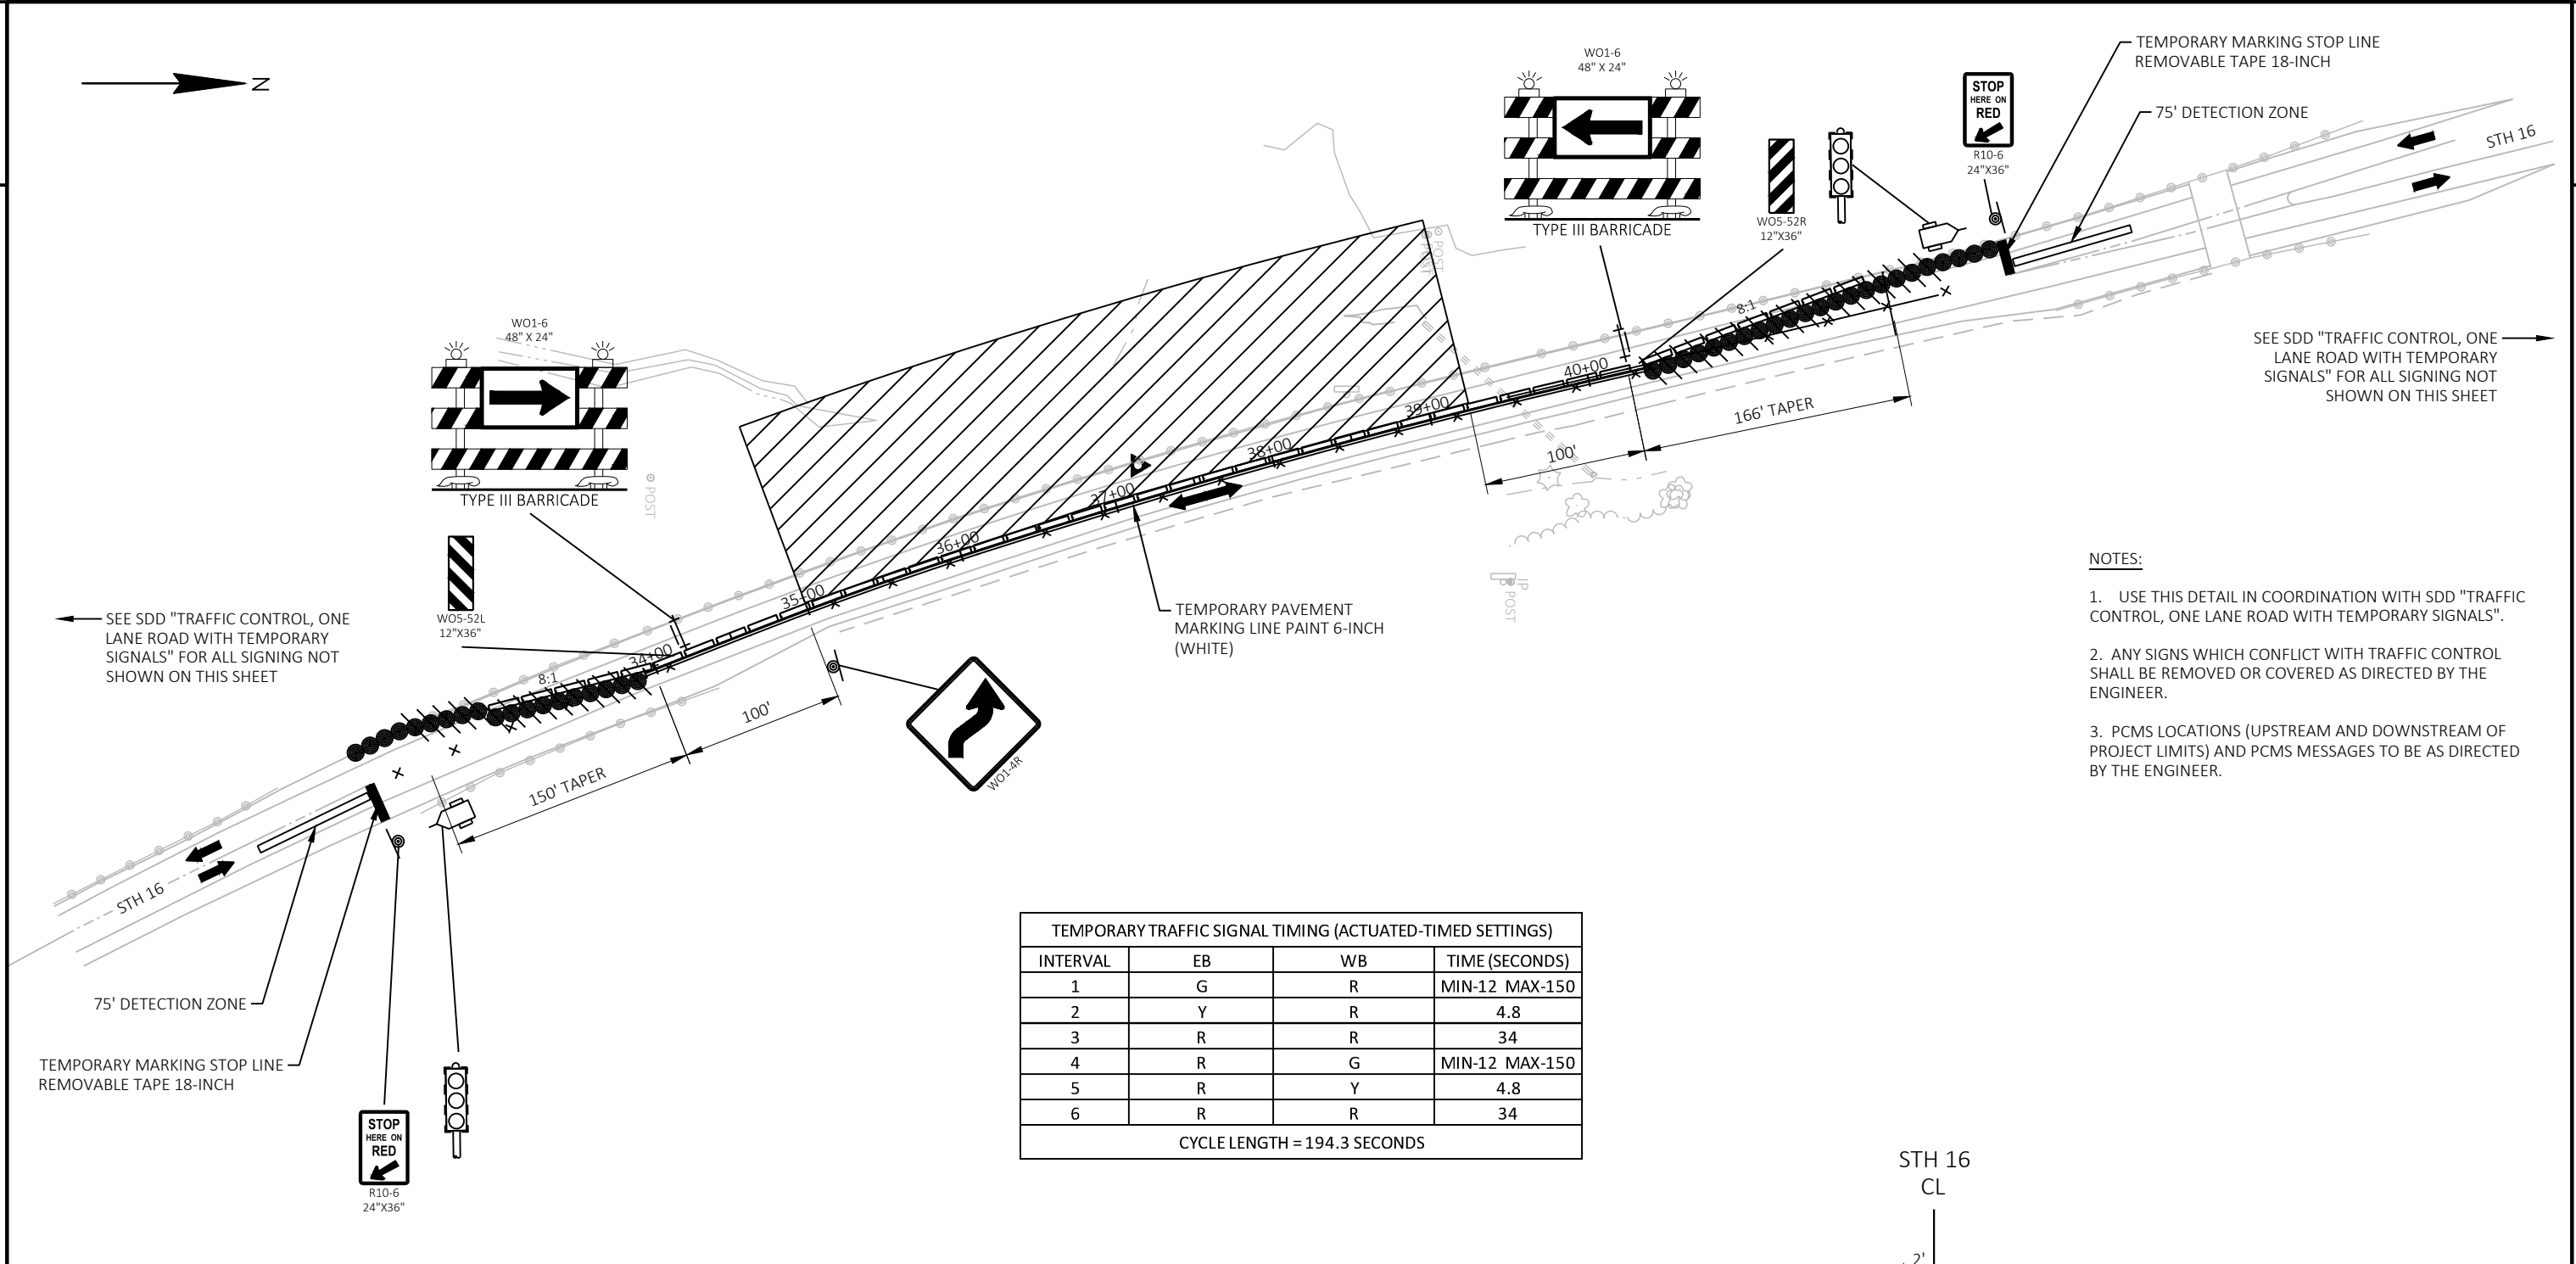 N
WO1-6
48" X 24"
TYPE III BARRICADE
WO5-52R
12"X36"
STOP
HERE ON
RED
R10-6
24"X36"
TEMPORARY MARKING STOP LINE
REMOVABLE TAPE 18-INCH
75' DETECTION ZONE
STH 16
SEE SDD "TRAFFIC CONTROL, ONE
LANE ROAD WITH TEMPORARY
SIGNALS" FOR ALL SIGNING NOT
SHOWN ON THIS SHEET
WO1-6
48" X 24"
TYPE III BARRICADE
POST
POST
WO5-52L
12"X36"
SEE SDD "TRAFFIC CONTROL, ONE
LANE ROAD WITH TEMPORARY
SIGNALS" FOR ALL SIGNING NOT
SHOWN ON THIS SHEET
8:1
34+00
35+00
36+00
37+00
38+00
39+00
40+00
8:1
166' TAPER
100'
IP
POST
TEMPORARY PAVEMENT
MARKING LINE PAINT 6-INCH
(WHITE)
100'
150' TAPER
WO1-4R
STH 16
75' DETECTION ZONE
TEMPORARY MARKING STOP LINE
REMOVABLE TAPE 18-INCH
STOP
HERE ON
RED
R10-6
24"X36"
NOTES:
1. USE THIS DETAIL IN COORDINATION WITH SDD "TRAFFIC
CONTROL, ONE LANE ROAD WITH TEMPORARY SIGNALS".
2. ANY SIGNS WHICH CONFLICT WITH TRAFFIC CONTROL
SHALL BE REMOVED OR COVERED AS DIRECTED BY THE
ENGINEER.
3. PCMS LOCATIONS (UPSTREAM AND DOWNSTREAM OF
PROJECT LIMITS) AND PCMS MESSAGES TO BE AS DIRECTED
BY THE ENGINEER.
TEMPORARY TRAFFIC SIGNAL TIMING (ACTUATED-TIMED SETTINGS)
INTERVAL EB WB TIME (SECONDS)
1 G R MIN-12 MAX-150
2 Y R 4.8
3 R R 34
4 R G MIN-12 MAX-150
5 R Y 4.8
6 R R 34
CYCLE LENGTH = 194.3 SECONDS
STH 16
CL
2'